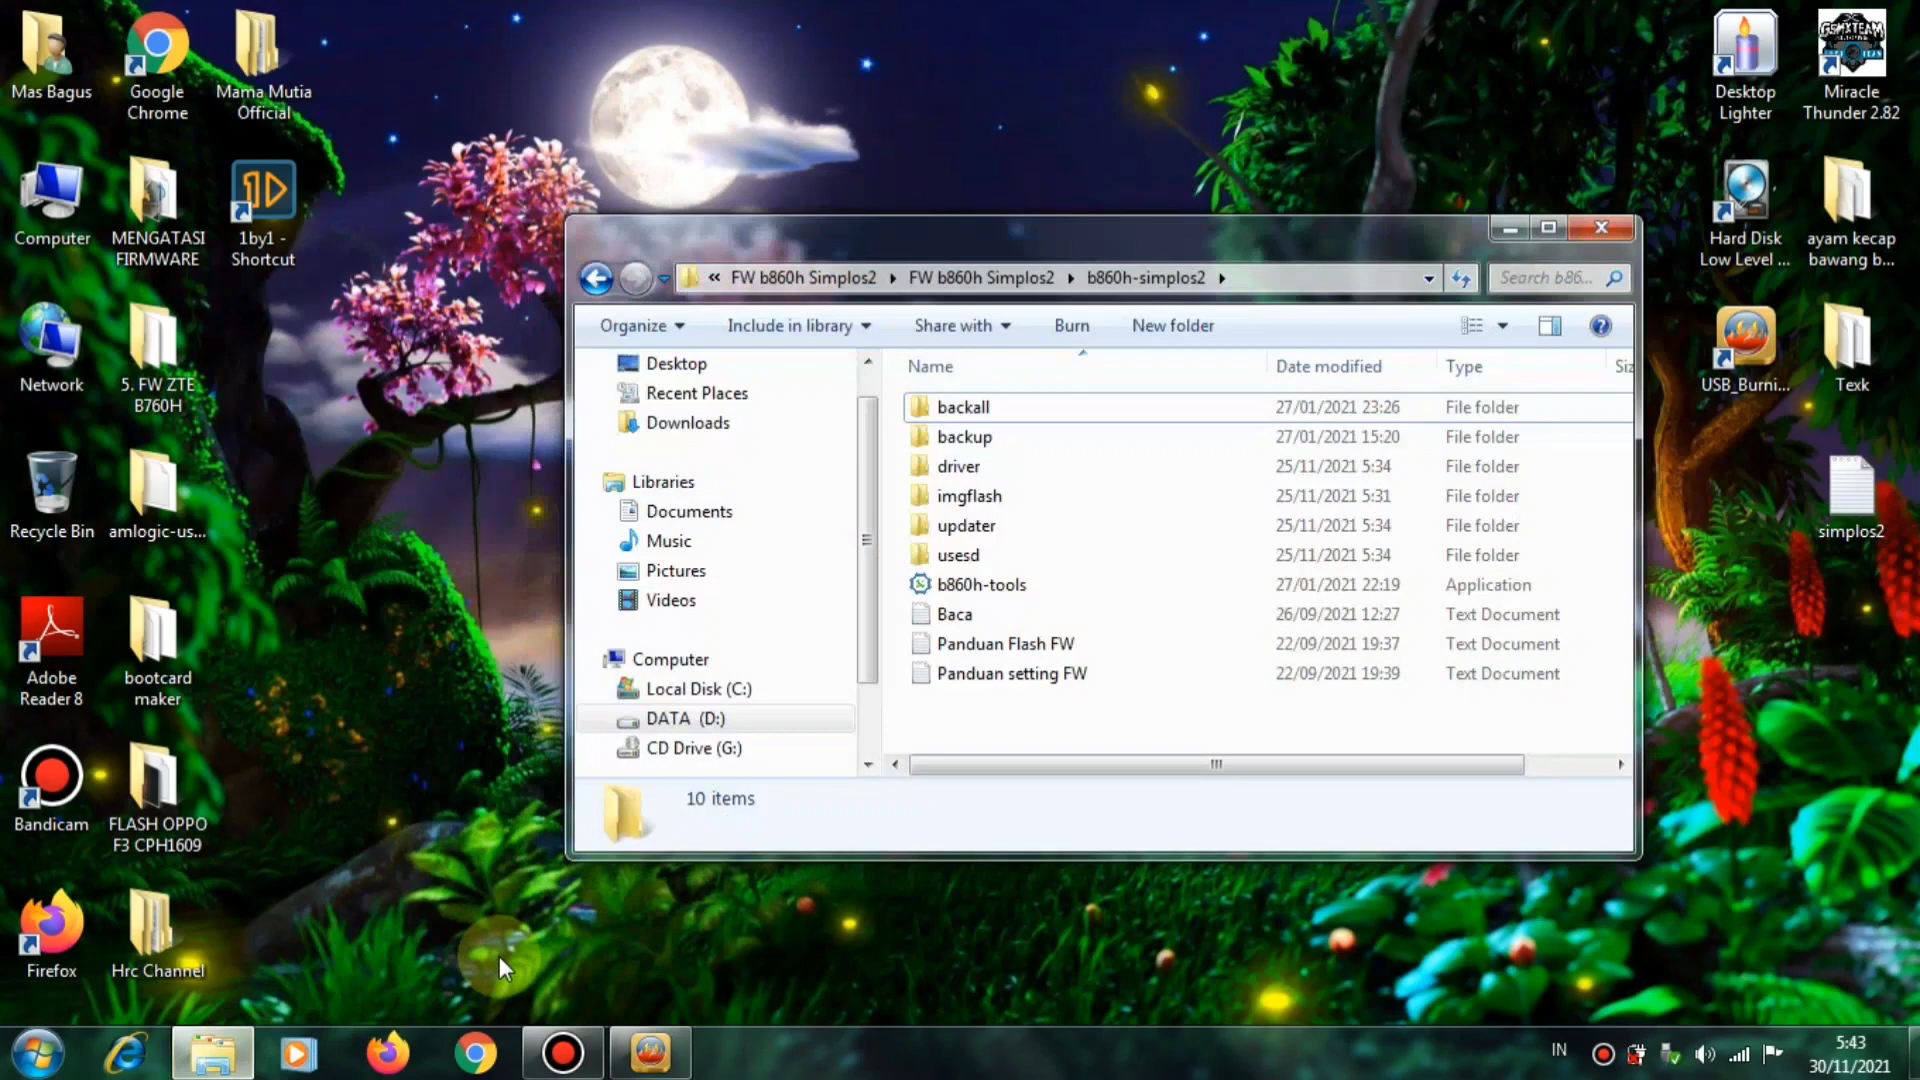 Mas Bagus
Google
Chrome
Mama Mutia
Official
Computer
MENGATASI
FIRMWARE
1by1 -
Shortcut
Network
5. FW ZTE
B760H
Recycle Bin
amlogic-us...
Adobe
Reader 8
bootcard
maker
Bandicam
FLASH OPPO
F3 CPH1609
Firefox
Hrc Channel
Desktop
Lighter
GSMXTEAM
Miracle
Thunder 2.82
Hard Disk
Low Level ...
ayam kecap
bawang b...
USB_Burni...
Texk
simplos2
« FW b860h Simplos2 FW b860h Simplos2 b860h-simplos2
Search b86...
Organize Include in library Share with Burn New folder
Desktop
Recent Places
Downloads
Libraries
Documents
Music
Pictures
Videos
Computer
Local Disk (C:)
DATA (D:)
CD Drive (G:)
Name Date modified Type Siz
backall 27/01/2021 23:26 File folder
backup 27/01/2021 15:20 File folder
driver 25/11/2021 5:34 File folder
imgflash 25/11/2021 5:31 File folder
updater 25/11/2021 5:34 File folder
usesd 25/11/2021 5:34 File folder
b860h-tools 27/01/2021 22:19 Application
Baca 26/09/2021 12:27 Text Document
Panduan Flash FW 22/09/2021 19:37 Text Document
Panduan setting FW 22/09/2021 19:39 Text Document
10 items
IN
5:43
30/11/2021